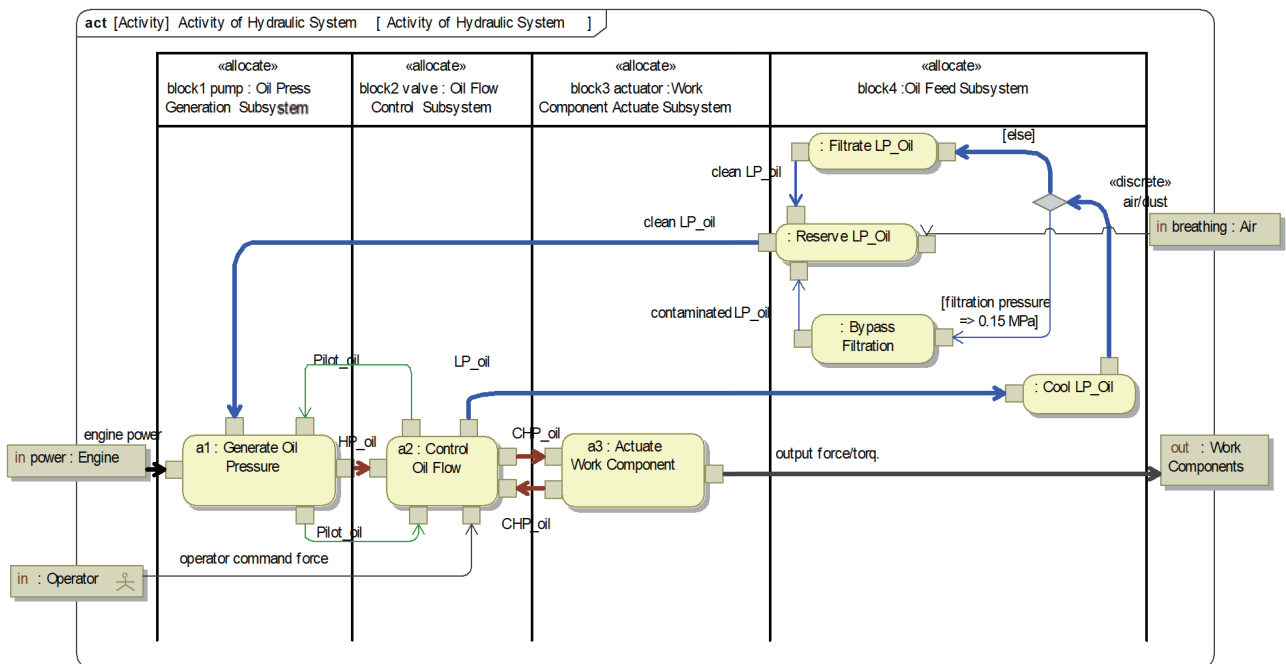 act [Activity] Activity of Hydraulic System [ Activity of Hydraulic System ]
«allocate»
block1 pump : Oil Press
Generation Subsystem
«allocate»
block2 valve : Oil Flow
Control Subsystem
«allocate»
block3 actuator :Work
Component Actuate Subsystem
«allocate»
block4 :Oil Feed Subsystem
: Filtrate LP_Oil
[else]
clean LP_oil
«discrete»
air/dust
clean LP_oil
: Reserve LP_Oil
in breathing : Air
contaminated LP_oil
[filtration pressure
=> 0.15 MPa]
: Bypass
Filtration
Pilot_oil
LP_oil
: Cool LP_Oil
engine power
in power : Engine
a1 : Generate Oil
Pressure
HP_oil
a2 : Control
Oil Flow
CHP_oil
a3 : Actuate
Work Component
output force/torq.
out : Work
Components
Pilot_oil
CHP_oil
operator command force
in : Operator